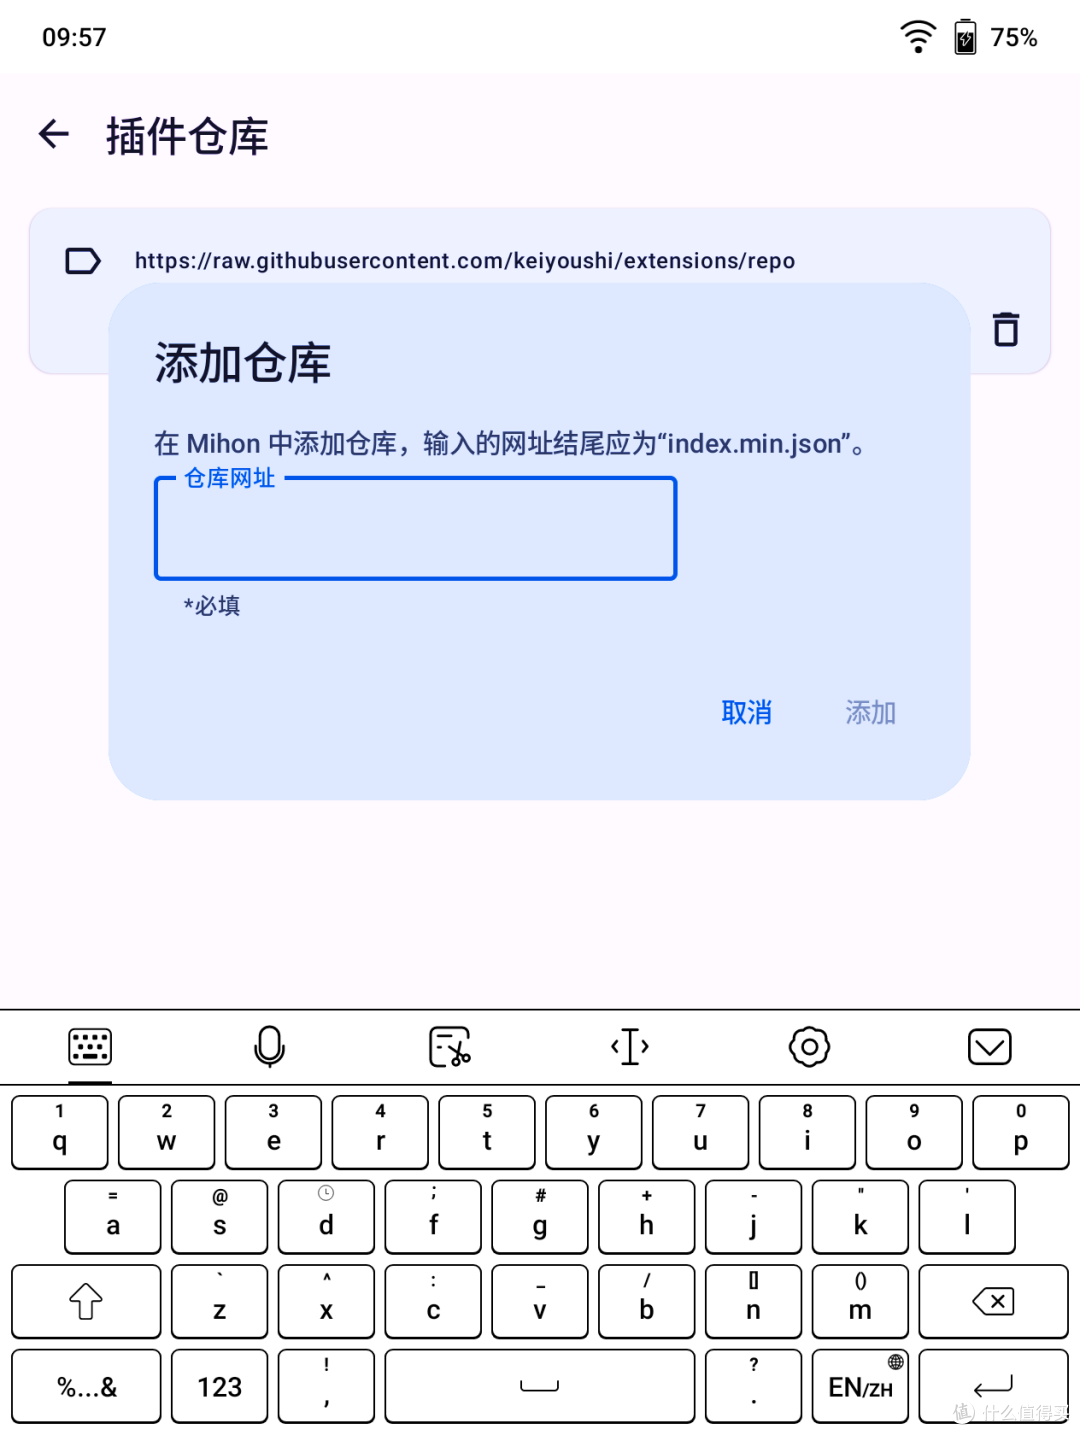 09:57
75%
插件仓库
https://raw.githubusercontent.com/keiyoushi/extensions/repo
添加仓库
在 Mihon 中添加仓库，输入的网址结尾应为“index.min.json”。
仓库网址
*必填
取消 添加
1 2 3 4 5 6 7 8 9 0
q w e r t y u i o p
= @ ; # + - " '
a s d f g h j k l
` ^ : _ / [] ()
z x c v b n m
! ?
%...& 123 , . EN/ZH
值 什么值得买